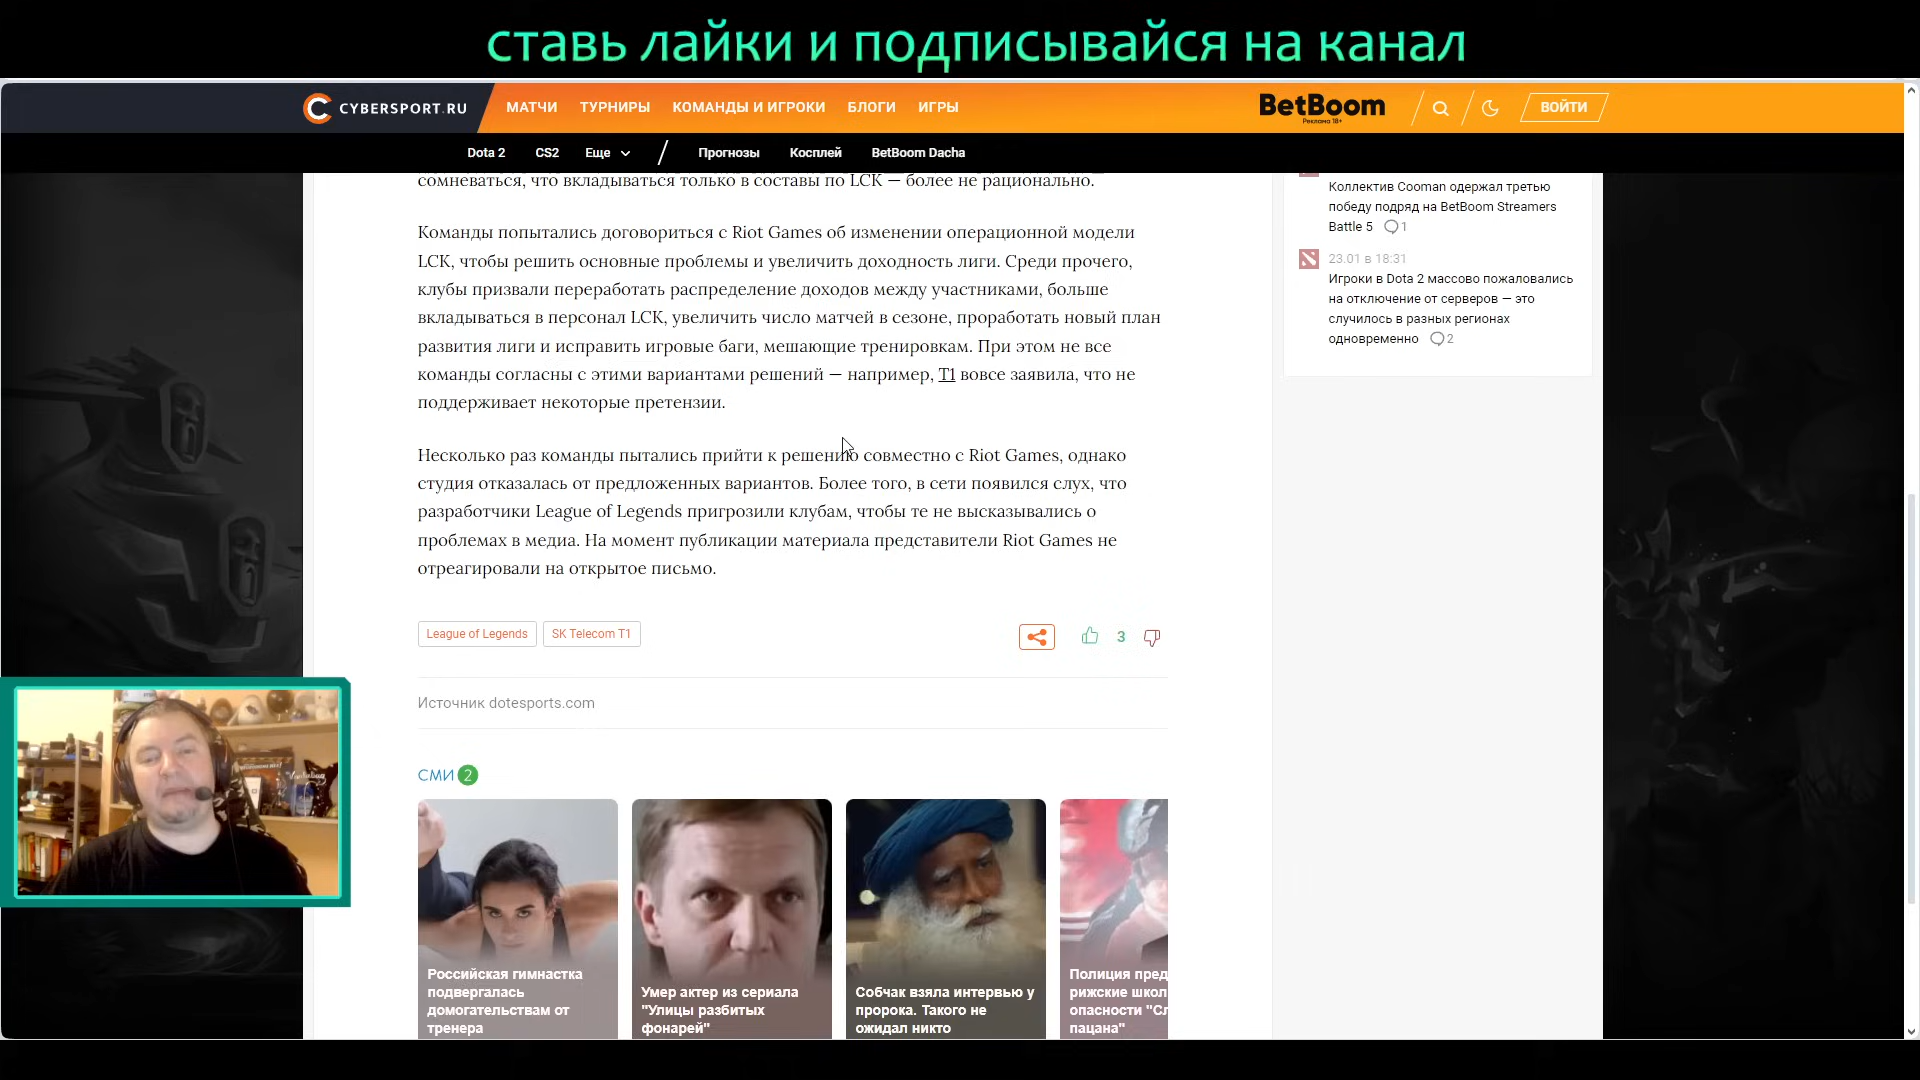 ставь лайки и подписывайся на канал
CYBERSPORT.RU
МАТЧИ ТУРНИРЫ КОМАНДЫ И ИГРОКИ БЛОГИ ИГРЫ
BetBoom
Реклама 18+
ВОЙТИ
Dota 2 CS2 Еще / Прогнозы Косплей BetBoom Dacha
сомневаться, что вкладываться только в составы по LCK — более не рационально.
Команды попытались договориться с Riot Games об изменении операционной модели
LCK, чтобы решить основные проблемы и увеличить доходность лиги. Среди прочего,
клубы призвали переработать распределение доходов между участниками, больше
вкладываться в персонал LCK, увеличить число матчей в сезоне, проработать новый план
развития лиги и исправить игровые баги, мешающие тренировкам. При этом не все
команды согласны с этими вариантами решений — например, T1 вовсе заявила, что не
поддерживает некоторые претензии.
Несколько раз команды пытались прийти к решению совместно с Riot Games, однако
студия отказалась от предложенных вариантов. Более того, в сети появился слух, что
разработчики League of Legends пригрозили клубам, чтобы те не высказывались о
проблемах в медиа. На момент публикации материала представители Riot Games не
отреагировали на открытое письмо.
League of Legends SK Telecom T1
3
Источник dotesports.com
СМИ 2
Российская гимнастка
подвергалась
домогательствам от
тренера
Умер актер из сериала
"Улицы разбитых
фонарей"
Собчак взяла интервью у
пророка. Такого не
ожидал никто
Полиция пред
рижские школ
опасности "Сл
пацана"
Коллектив Cooman одержал третью
победу подряд на BetBoom Streamers
Battle 5 1
23.01 в 18:31
Игроки в Dota 2 массово пожаловались
на отключение от серверов — это
случилось в разных регионах
одновременно 2